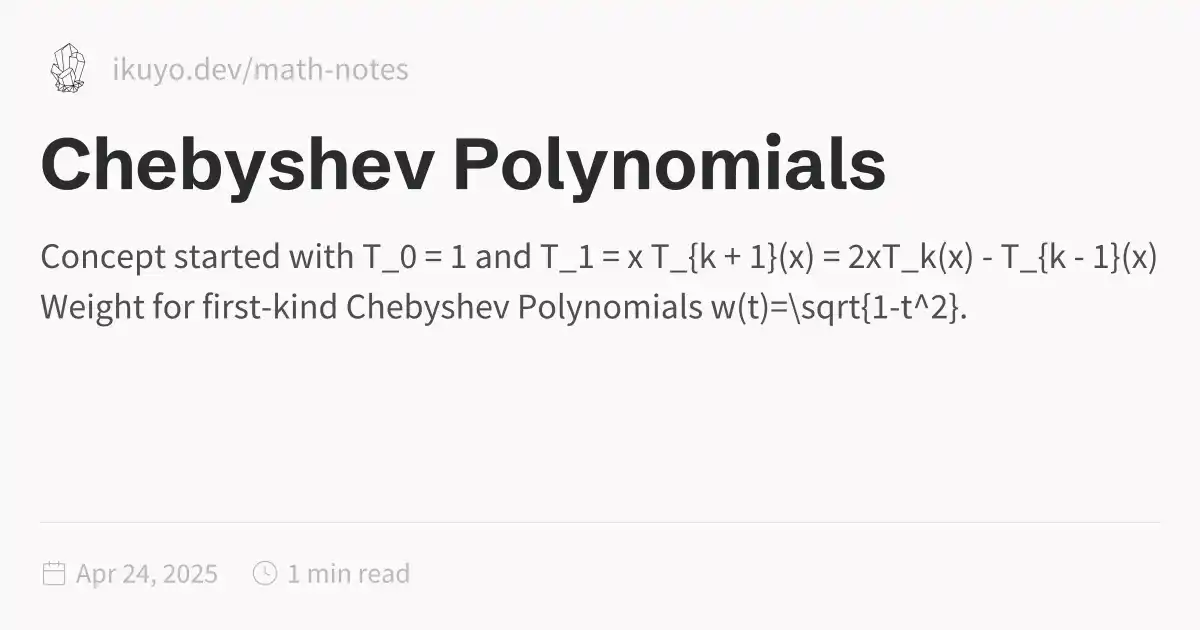 ikuyo.dev/math-notes
Chebyshev Polynomials
Concept started with T_0 = 1 and T_1 = x T_{k + 1}(x) = 2xT_k(x) - T_{k - 1}(x)
Weight for first-kind Chebyshev Polynomials w(t)=\sqrt{1-t^2}.
Apr 24, 2025 1 min read